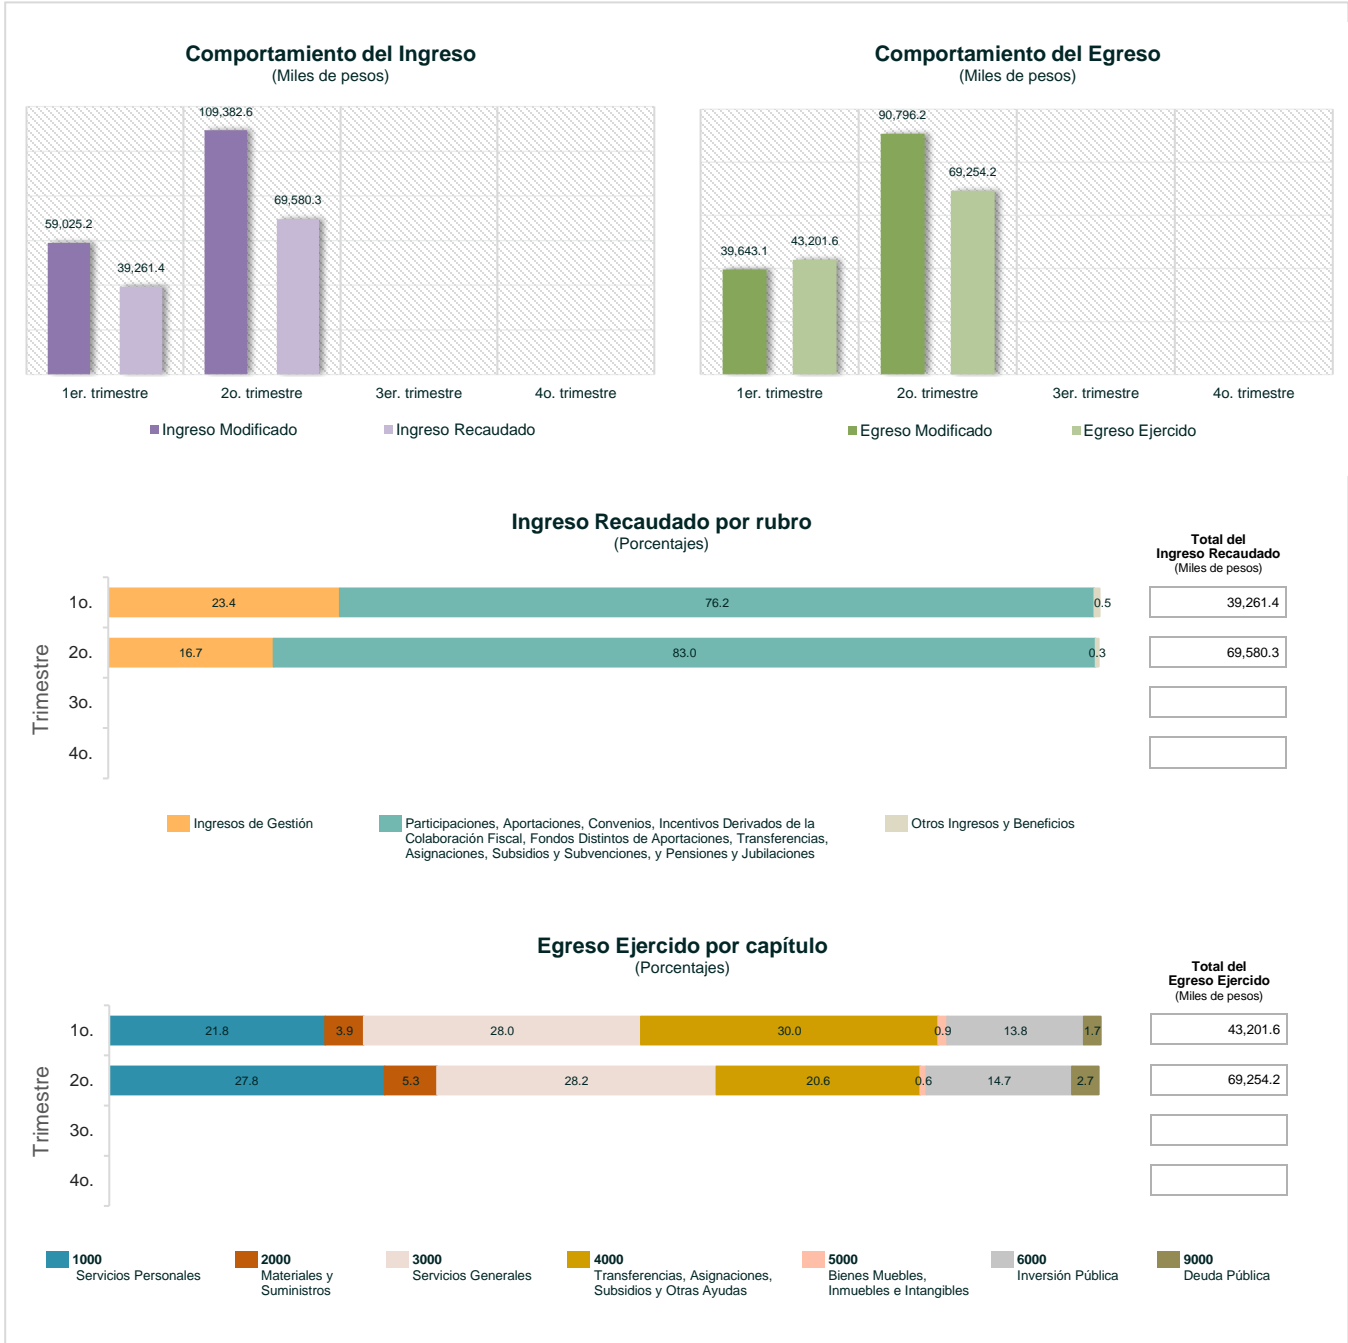 Comportamiento del Ingreso
(Miles de pesos)
109,382.6
69,580.3
59,025.2
39,261.4
1er. trimestre
2o. trimestre
3er. trimestre
4o. trimestre
Ingreso Modificado
Ingreso Recaudado
Comportamiento del Egreso
(Miles de pesos)
90,796.2
69,254.2
39,643.1
43,201.6
1er. trimestre
2o. trimestre
3er. trimestre
4o. trimestre
Egreso Modificado
Egreso Ejercido
Ingreso Recaudado por rubro
(Porcentajes)
Total del
Ingreso Recaudado
(Miles de pesos)
Trimestre
1o.
23.4
76.2
0.5
39,261.4
2o.
16.7
83.0
0.3
69,580.3
3o.
4o.
Ingresos de Gestión
Participaciones, Aportaciones, Convenios, Incentivos Derivados de la
Colaboración Fiscal, Fondos Distintos de Aportaciones, Transferencias,
Asignaciones, Subsidios y Subvenciones, y Pensiones y Jubilaciones
Otros Ingresos y Beneficios
Egreso Ejercido por capítulo
(Porcentajes)
Total del
Egreso Ejercido
(Miles de pesos)
Trimestre
1o.
21.8
3.9
28.0
30.0
0.9
13.8
1.7
43,201.6
2o.
27.8
5.3
28.2
20.6
0.6
14.7
2.7
69,254.2
3o.
4o.
1000
Servicios Personales
2000
Materiales y
Suministros
3000
Servicios Generales
4000
Transferencias, Asignaciones,
Subsidios y Otras Ayudas
5000
Bienes Muebles,
Inmuebles e Intangibles
6000
Inversión Pública
9000
Deuda Pública